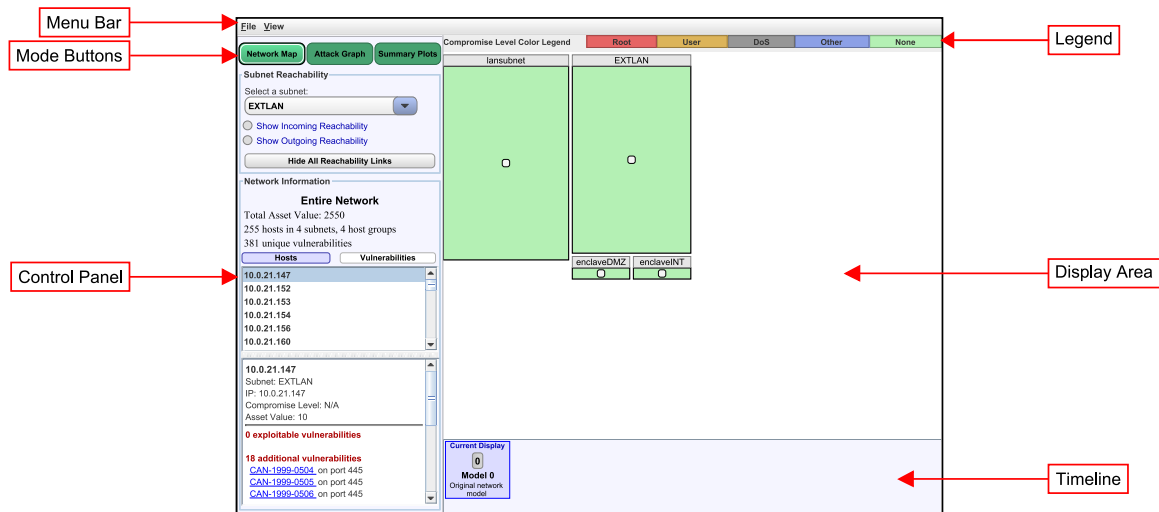 Menu Bar
Mode Buttons
Control Panel
Legend
Display Area
Timeline
File View
Network Map Attack Graph Summary Plots
Subnet Reachability
Select a subnet:
EXTLAN
Show Incoming Reachability
Show Outgoing Reachability
Hide All Reachability Links
Network Information
Entire Network
Total Asset Value: 2550
255 hosts in 4 subnets, 4 host groups
381 unique vulnerabilities
Hosts Vulnerabilities
10.0.21.147
10.0.21.152
10.0.21.153
10.0.21.154
10.0.21.156
10.0.21.160
10.0.21.147
Subnet: EXTLAN
IP: 10.0.21.147
Compromise Level: N/A
Asset Value: 10
0 exploitable vulnerabilities
18 additional vulnerabilities
CAN-1999-0504 on port 445
CAN-1999-0505 on port 445
CAN-1999-0506 on port 445
Compromise Level Color Legend Root User DoS Other None
lansubnet EXTLAN
enclaveDMZ enclaveINT
Current Display
0
Model 0
Original network
model